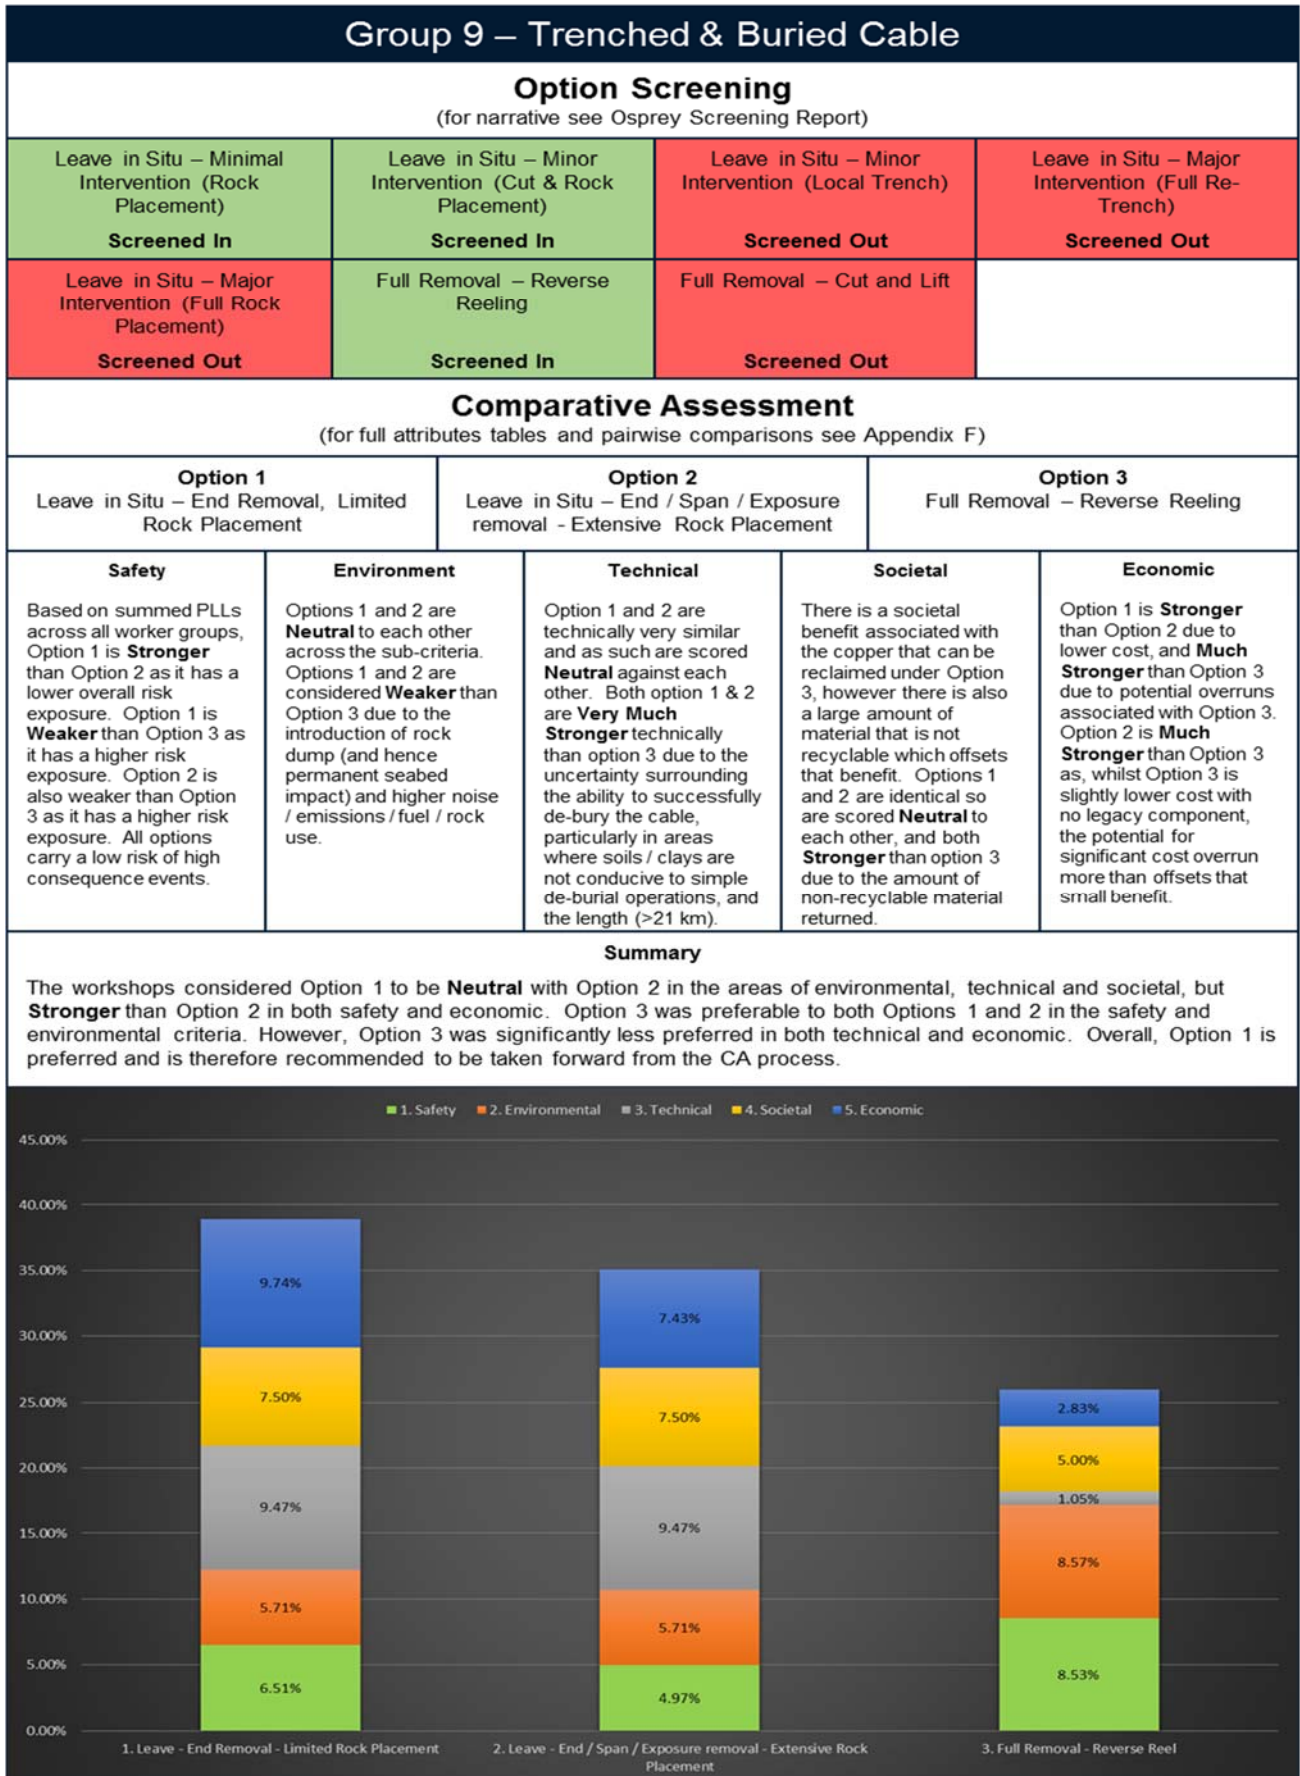 Group 9 – Trenched & Buried Cable
Option Screening
(for narrative see Osprey Screening Report)
Leave in Situ – Minimal
Intervention (Rock
Placement)
Screened In
Leave in Situ – Minor
Intervention (Cut & Rock
Placement)
Screened In
Leave in Situ – Minor
Intervention (Local Trench)
Screened Out
Leave in Situ – Major
Intervention (Full Re-
Trench)
Screened Out
Leave in Situ – Major
Intervention (Full Rock
Placement)
Screened Out
Full Removal – Reverse
Reeling
Screened In
Full Removal – Cut and Lift
Screened Out
Comparative Assessment
(for full attributes tables and pairwise comparisons see Appendix F)
Option 1
Leave in Situ – End Removal, Limited
Rock Placement
Option 2
Leave in Situ – End / Span / Exposure
removal - Extensive Rock Placement
Option 3
Full Removal – Reverse Reeling
Safety
Based on summed PLLs
across all worker groups,
Option 1 is Stronger
than Option 2 as it has a
lower overall risk
exposure. Option 1 is
Weaker than Option 3 as
it has a higher risk
exposure. Option 2 is
also weaker than Option
3 as it has a higher risk
exposure. All options
carry a low risk of high
consequence events.
Environment
Options 1 and 2 are
Neutral to each other
across the sub-criteria.
Options 1 and 2 are
considered Weaker than
Option 3 due to the
introduction of rock
dump (and hence
permanent seabed
impact) and higher noise
/ emissions / fuel / rock
use.
Technical
Option 1 and 2 are
technically very similar
and as such are scored
Neutral against each
other. Both option 1 & 2
are Very Much
Stronger technically
than option 3 due to the
uncertainty surrounding
the ability to successfully
de-bury the cable,
particularly in areas
where soils / clays are
not conducive to simple
de-burial operations, and
the length (>21 km).
Societal
There is a societal
benefit associated with
the copper that can be
reclaimed under Option
3, however there is also
a large amount of
material that is not
recyclable which offsets
that benefit. Options 1
and 2 are identical so
are scored Neutral to
each other, and both
Stronger than option 3
due to the amount of
non-recyclable material
returned.
Economic
Option 1 is Stronger
than Option 2 due to
lower cost, and Much
Stronger than Option 3
due to potential overruns
associated with Option 3.
Option 2 is Much
Stronger than Option 3
as, whilst Option 3 is
slightly lower cost with
no legacy component,
the potential for
significant cost overrun
more than offsets that
small benefit.
Summary
The workshops considered Option 1 to be Neutral with Option 2 in the areas of environmental, technical and societal, but
Stronger than Option 2 in both safety and economic. Option 3 was preferable to both Options 1 and 2 in the safety and
environmental criteria. However, Option 3 was significantly less preferred in both technical and economic. Overall, Option 1 is
preferred and is therefore recommended to be taken forward from the CA process.
1. Safety 2. Environmental 3. Technical 4. Societal 5. Economic
45.00%
40.00%
35.00%
30.00%
25.00%
20.00%
15.00%
10.00%
5.00%
0.00%
9.74%
7.50%
9.47%
5.71%
6.51%
7.43%
7.50%
9.47%
5.71%
4.97%
2.83%
5.00%
1.05%
8.57%
8.53%
1. Leave - End Removal - Limited Rock Placement
2. Leave - End / Span / Exposure removal - Extensive Rock
Placement
3. Full Removal - Reverse Reel